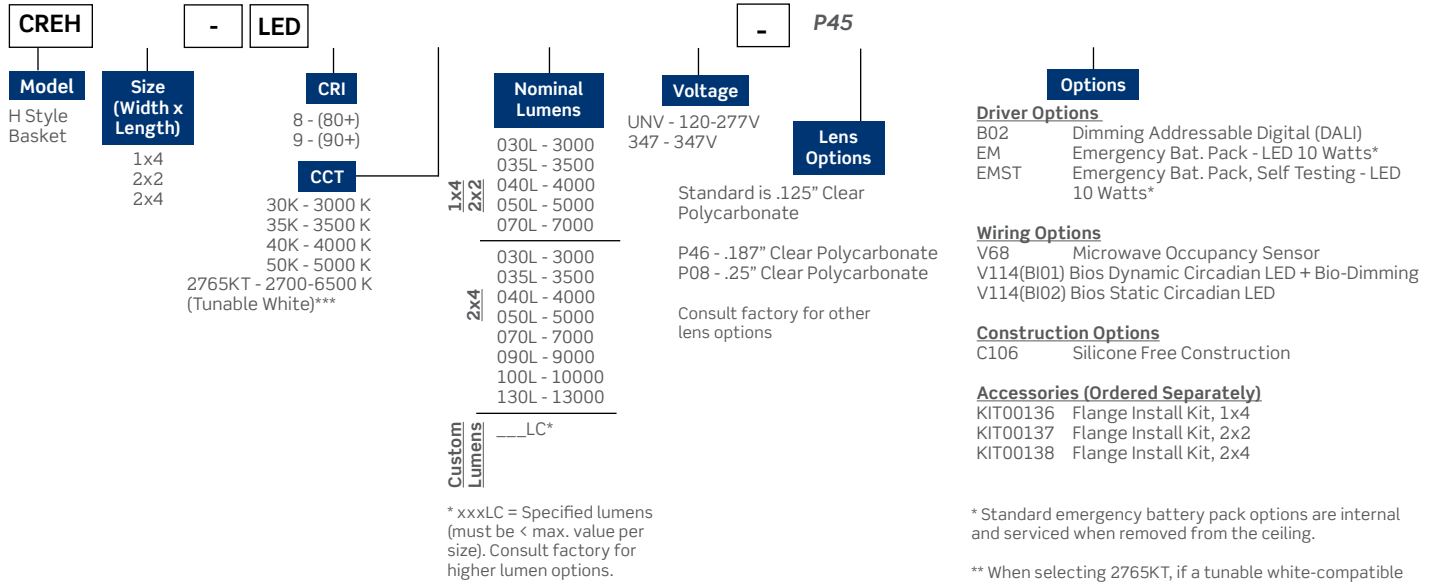 CREH
-
LED
-
P45
Model
H Style
Basket
Size
(Width x
Length)
1x4
2x2
2x4
CRI
8 - (80+)
9 - (90+)
CCT
30K - 3000 K
35K - 3500 K
40K - 4000 K
50K - 5000 K
2765KT - 2700-6500 K
(Tunable White)***
Nominal
Lumens
1x4
2x2
030L - 3000
035L - 3500
040L - 4000
050L - 5000
070L - 7000
2x4
030L - 3000
035L - 3500
040L - 4000
050L - 5000
070L - 7000
090L - 9000
100L - 10000
130L - 13000
Custom
Lumens
___LC*
* xxxLC = Specified lumens
(must be < max. value per
size). Consult factory for
higher lumen options.
Voltage
UNV - 120-277V
347 - 347V
Lens
Options
Standard is .125” Clear
Polycarbonate
P46 - .187” Clear Polycarbonate
P08 - .25” Clear Polycarbonate
Consult factory for other
lens options
Options
Driver Options
B02 Dimming Addressable Digital (DALI)
EM Emergency Bat. Pack - LED 10 Watts*
EMST Emergency Bat. Pack, Self Testing - LED
10 Watts*
Wiring Options
V68 Microwave Occupancy Sensor
V114(BI01) Bios Dynamic Circadian LED + Bio-Dimming
V114(BI02) Bios Static Circadian LED
Construction Options
C106 Silicone Free Construction
Accessories (Ordered Separately)
KIT00136 Flange Install Kit, 1x4
KIT00137 Flange Install Kit, 2x2
KIT00138 Flange Install Kit, 2x4
* Standard emergency battery pack options are internal
and serviced when removed from the ceiling.
** When selecting 2765KT, if a tunable white-compatible